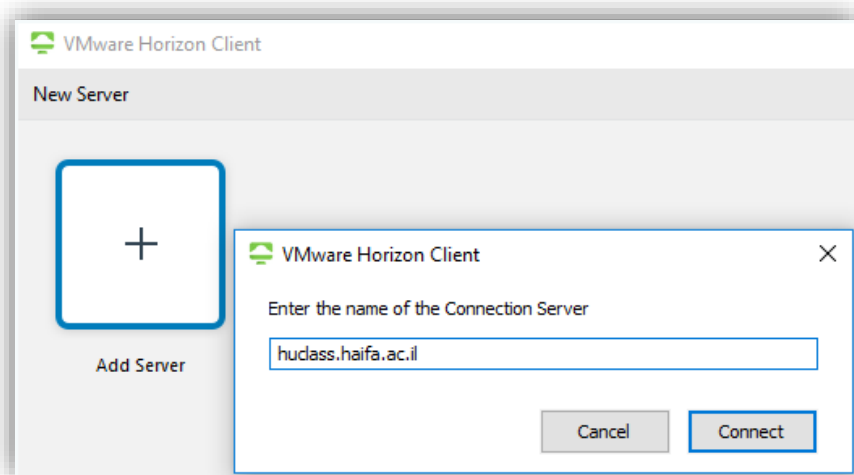 VMware Horizon Client
New Server
VMware Horizon Client
Enter the name of the Connection Server
huclass.haifa.ac.il
Add Server
Cancel Connect